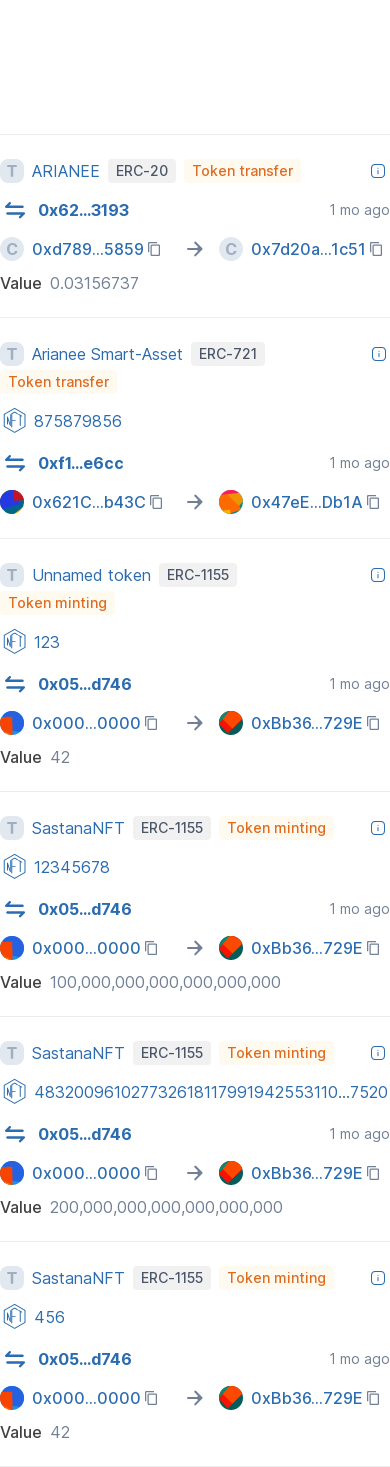 T ARIANEE ERC-20 Token transfer
0x62...3193 1 mo ago
C 0xd789...5859 → C 0x7d20a...1c51
Value 0.03156737
T Arianee Smart-Asset ERC-721
Token transfer
875879856
0xf1...e6cc 1 mo ago
0x621C...b43C → 0x47eE...Db1A
T Unnamed token ERC-1155
Token minting
123
0x05...d746 1 mo ago
0x000...0000 → 0xBb36...729E
Value 42
T SastanaNFT ERC-1155 Token minting
12345678
0x05...d746 1 mo ago
0x000...0000 → 0xBb36...729E
Value 100,000,000,000,000,000,000
T SastanaNFT ERC-1155 Token minting
483200961027732618117991942553110...7520
0x05...d746 1 mo ago
0x000...0000 → 0xBb36...729E
Value 200,000,000,000,000,000,000
T SastanaNFT ERC-1155 Token minting
456
0x05...d746 1 mo ago
0x000...0000 → 0xBb36...729E
Value 42